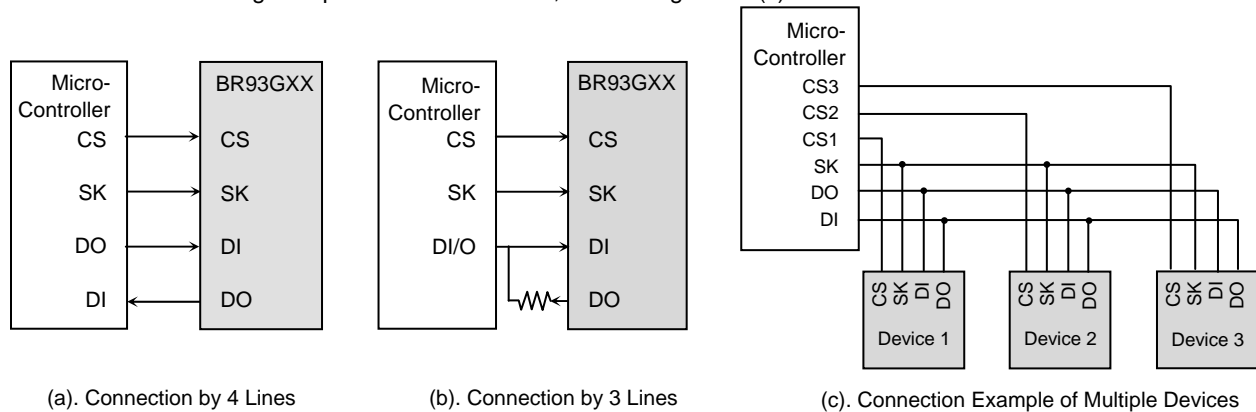 Micro-
Controller
CS
SK
DO
DI
BR93GXX
CS
SK
DI
DO
(a). Connection by 4 Lines
Micro-
Controller
CS
SK
DI/O
BR93GXX
CS
SK
DI
DO
(b). Connection by 3 Lines
Micro-
Controller
CS3
CS2
CS1
SK
DO
DI
CS
SK
DI
DO
Device 1
CS
SK
DI
DO
Device 2
CS
SK
DI
DO
Device 3
(c). Connection Example of Multiple Devices